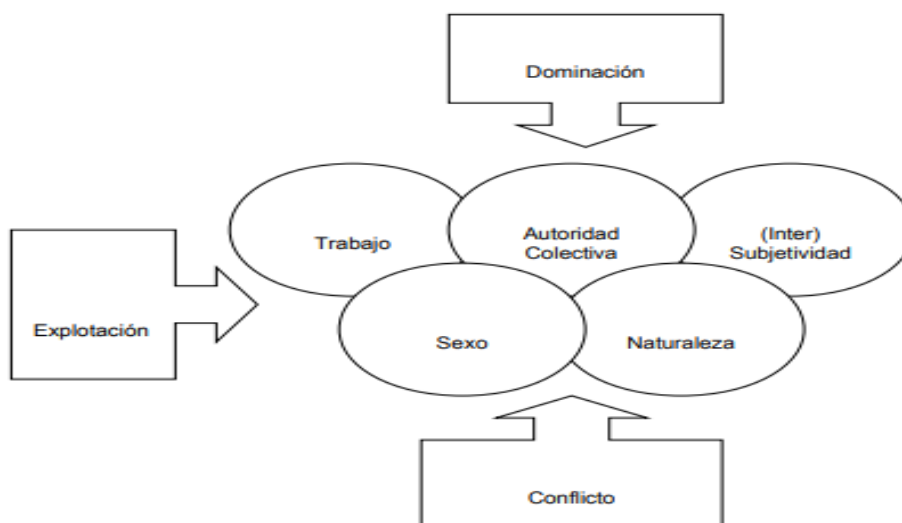 Dominación
Trabajo
Autoridad
Colectiva
(Inter)
Subjetividad
Explotación
Sexo
Naturaleza
Conflicto